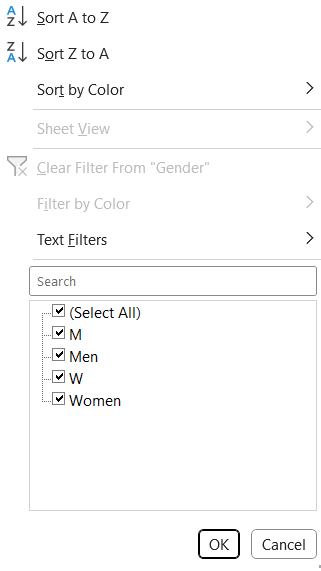 Sort A to Z
Sort Z to A
Sort by Color
Sheet View
Clear Filter From "Gender"
Filter by Color
Text Filters
Search
(Select All)
M
Men
W
Women
OK
Cancel